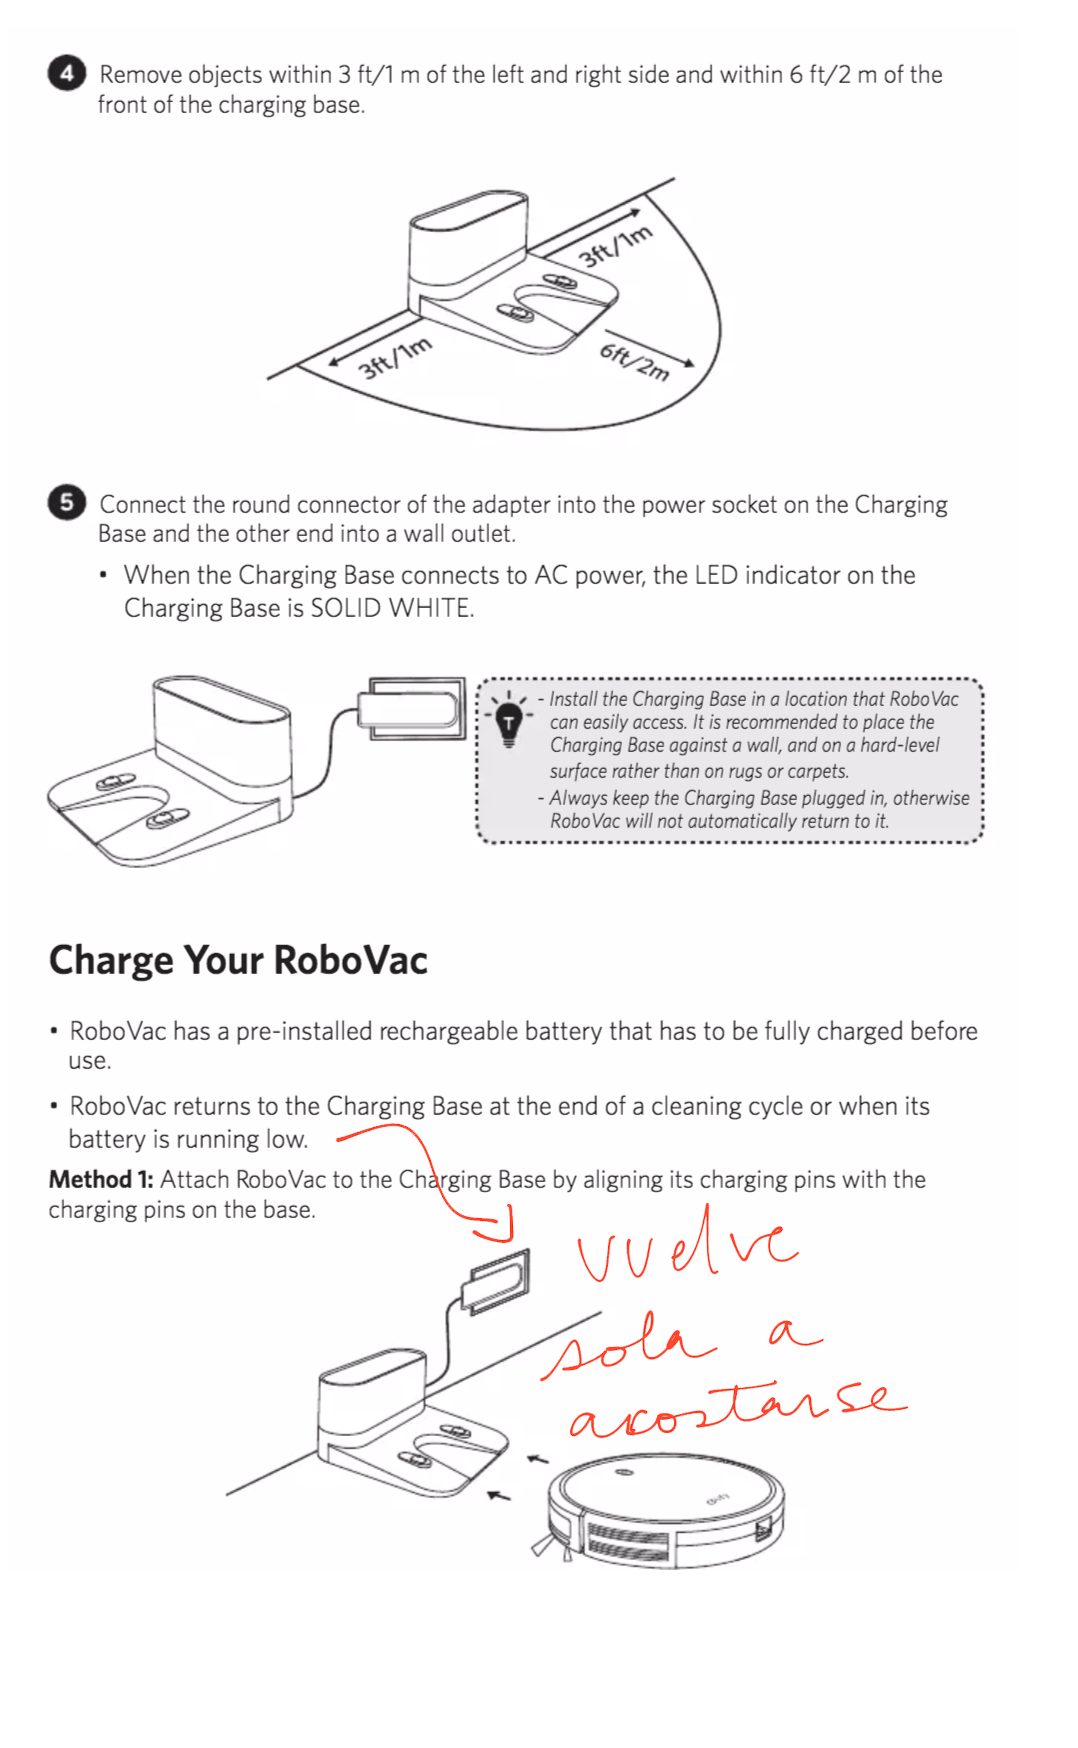 4 Remove objects within 3 ft/1 m of the left and right side and within 6 ft/2 m of the
front of the charging base.
3ft/1m
3ft/1m
6ft/2m
5 Connect the round connector of the adapter into the power socket on the Charging
Base and the other end into a wall outlet.
• When the Charging Base connects to AC power, the LED indicator on the
Charging Base is SOLID WHITE.
T
- Install the Charging Base in a location that RoboVac
can easily access. It is recommended to place the
Charging Base against a wall, and on a hard-level
surface rather than on rugs or carpets.
- Always keep the Charging Base plugged in, otherwise
RoboVac will not automatically return to it.
Charge Your RoboVac
• RoboVac has a pre-installed rechargeable battery that has to be fully charged before
use.
• RoboVac returns to the Charging Base at the end of a cleaning cycle or when its
battery is running low.
Method 1: Attach RoboVac to the Charging Base by aligning its charging pins with the
charging pins on the base.
vuelve
sola a
acostarse
eufy